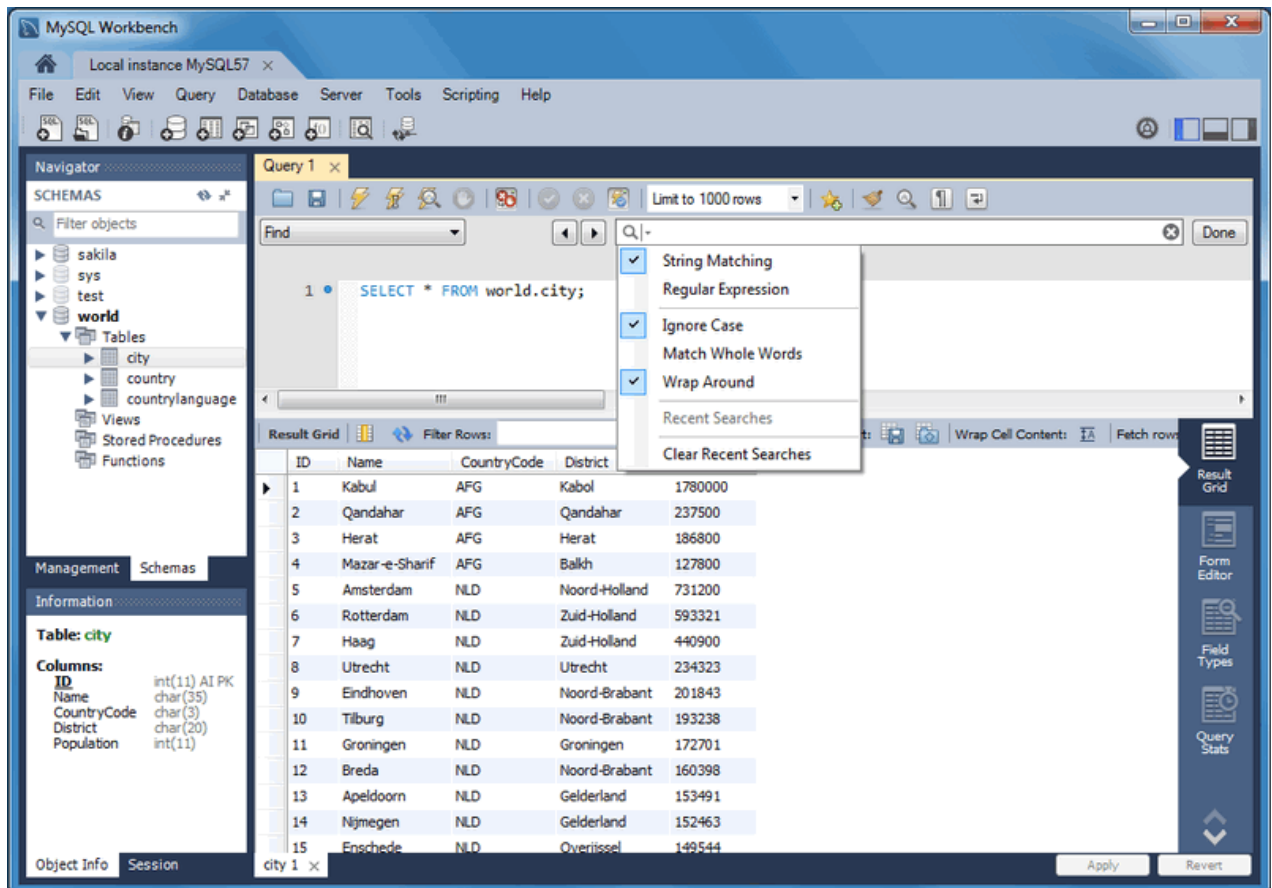 MySQL Workbench
Local instance MySQL57
File Edit View Query Database Server Tools Scripting Help
Navigator
SCHEMAS
Filter objects
sakila
sys
test
world
Tables
city
country
countrylanguage
Views
Stored Procedures
Functions
Management Schemas
Information
Table: city
Columns:
ID int(11) AI PK
Name char(35)
CountryCode char(3)
District char(20)
Population int(11)
Object Info Session
Query 1
Limit to 1000 rows
Find
Done
String Matching
Regular Expression
Ignore Case
Match Whole Words
Wrap Around
Recent Searches
Clear Recent Searches
1 SELECT * FROM world.city;
Result Grid Filter Rows: t: Wrap Cell Content: Fetch rows
ID Name CountryCode District
1 Kabul AFG Kabol 1780000
2 Qandahar AFG Qandahar 237500
3 Herat AFG Herat 186800
4 Mazar-e-Sharif AFG Balkh 127800
5 Amsterdam NLD Noord-Holland 731200
6 Rotterdam NLD Zuid-Holland 593321
7 Haag NLD Zuid-Holland 440900
8 Utrecht NLD Utrecht 234323
9 Eindhoven NLD Noord-Brabant 201843
10 Tilburg NLD Noord-Brabant 193238
11 Groningen NLD Groningen 172701
12 Breda NLD Noord-Brabant 160398
13 Apeldoorn NLD Gelderland 153491
14 Nijmegen NLD Gelderland 152463
15 Enschede NLD Overijssel 149544
Result
Grid
Form
Editor
Field
Types
Query
Stats
city 1
Apply Revert